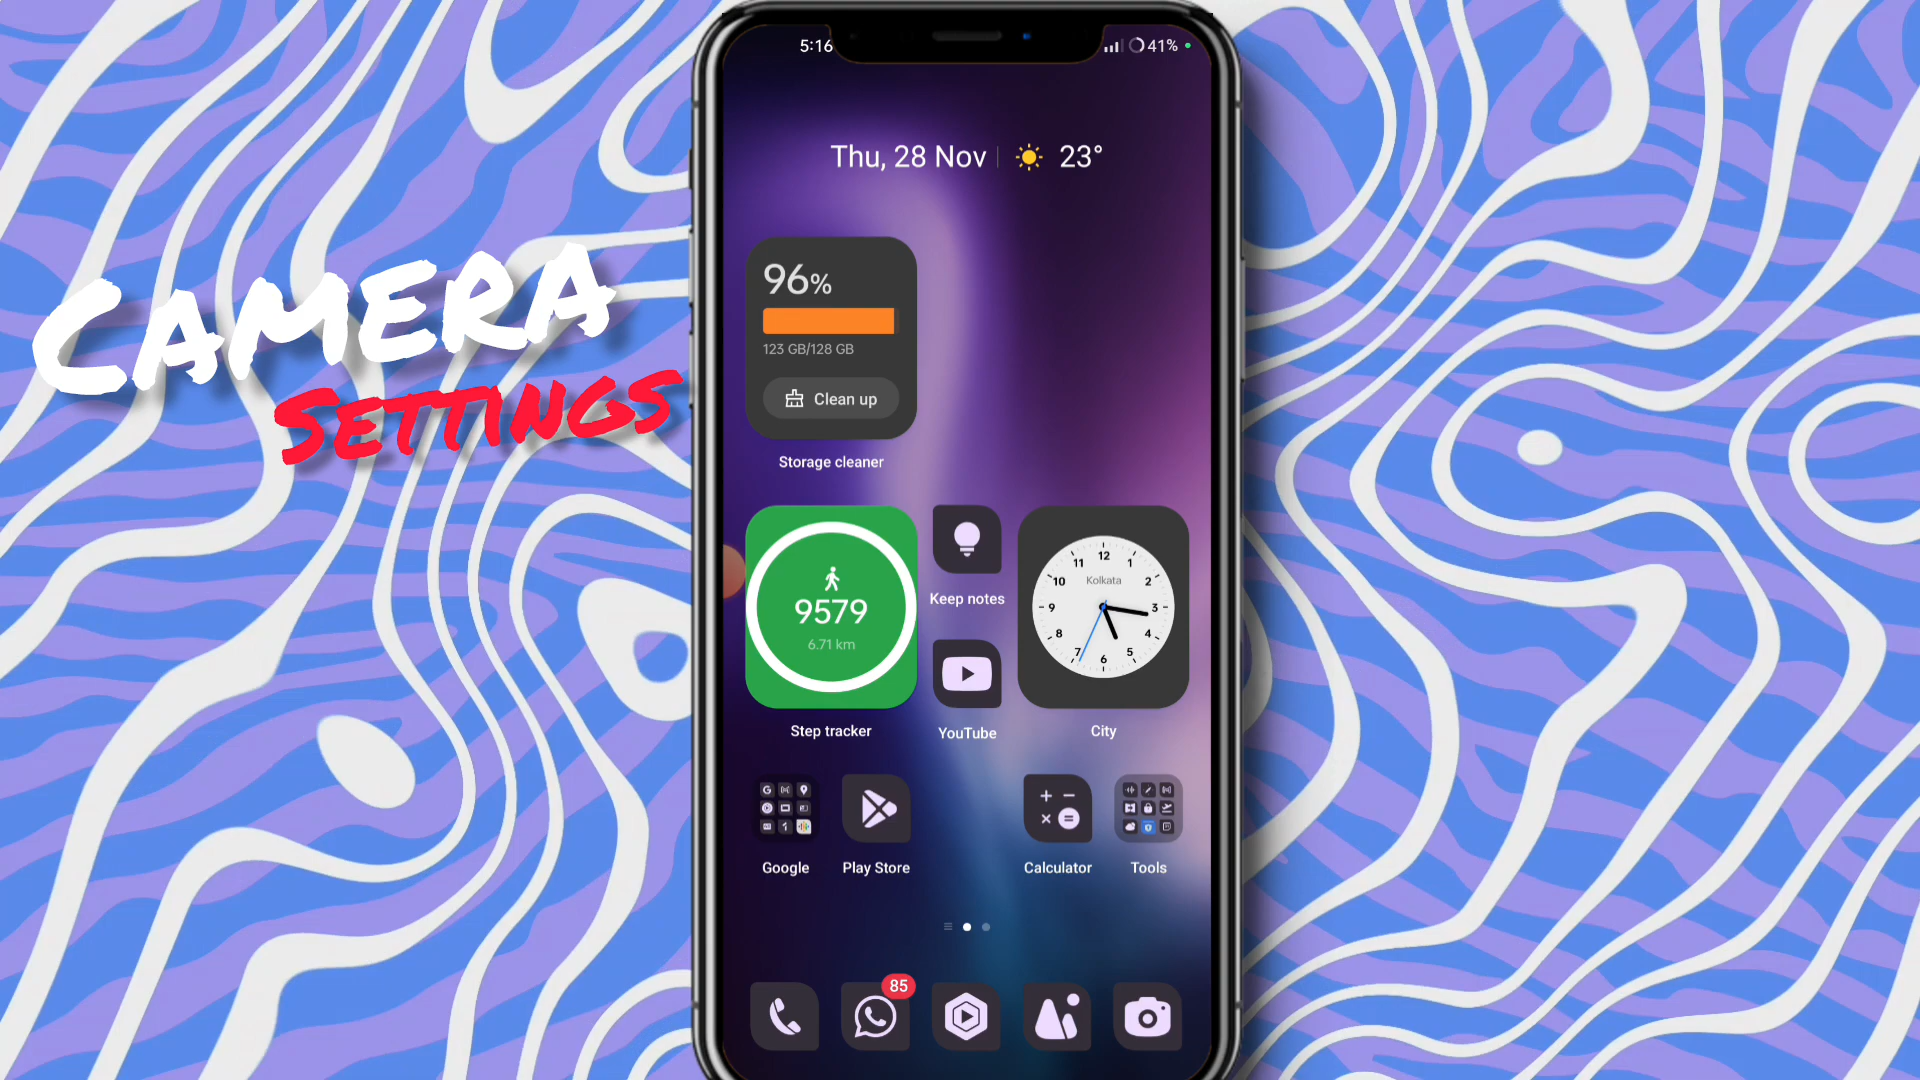 CAMERA
SETTINGS
5:16
41%
Thu, 28 Nov
23°
96%
123 GB/128 GB
Clean up
Storage cleaner
9579
6.71 km
Step tracker
Keep notes
YouTube
12
1
2
3
4
5
6
7
8
9
10
11
Kolkata
City
Google
Play Store
Calculator
Tools
85